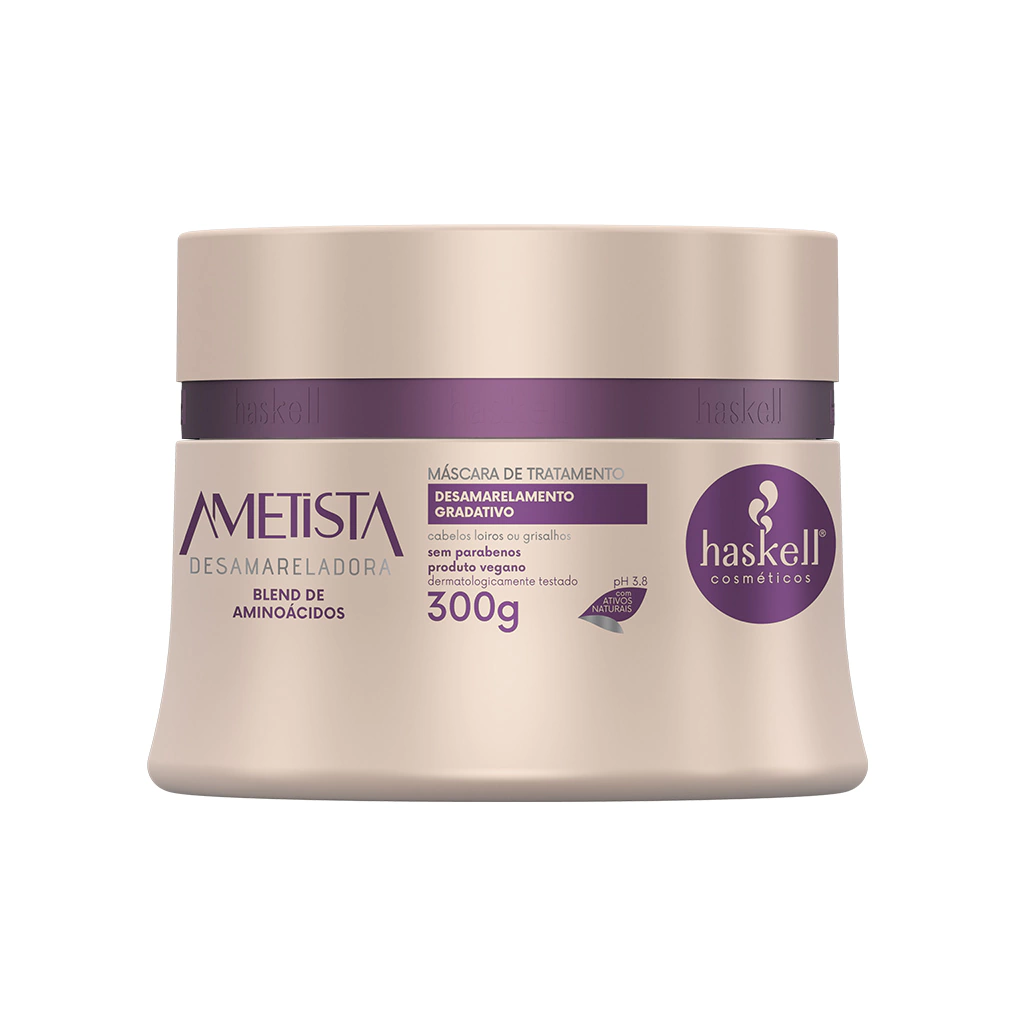 haskell
haskell
haskell
AMETISTA
DESAMARELADORA
BLEND DE
AMINOÁCIDOS
MÁSCARA DE TRATAMENTO
DESAMARELAMENTO
GRADATIVO
cabelos loiros ou grisalhos
sem parabenos
produto vegano
dermatologicamente testado
300g
pH 3.8
com
ATIVOS
NATURAIS
haskell®
cosméticos